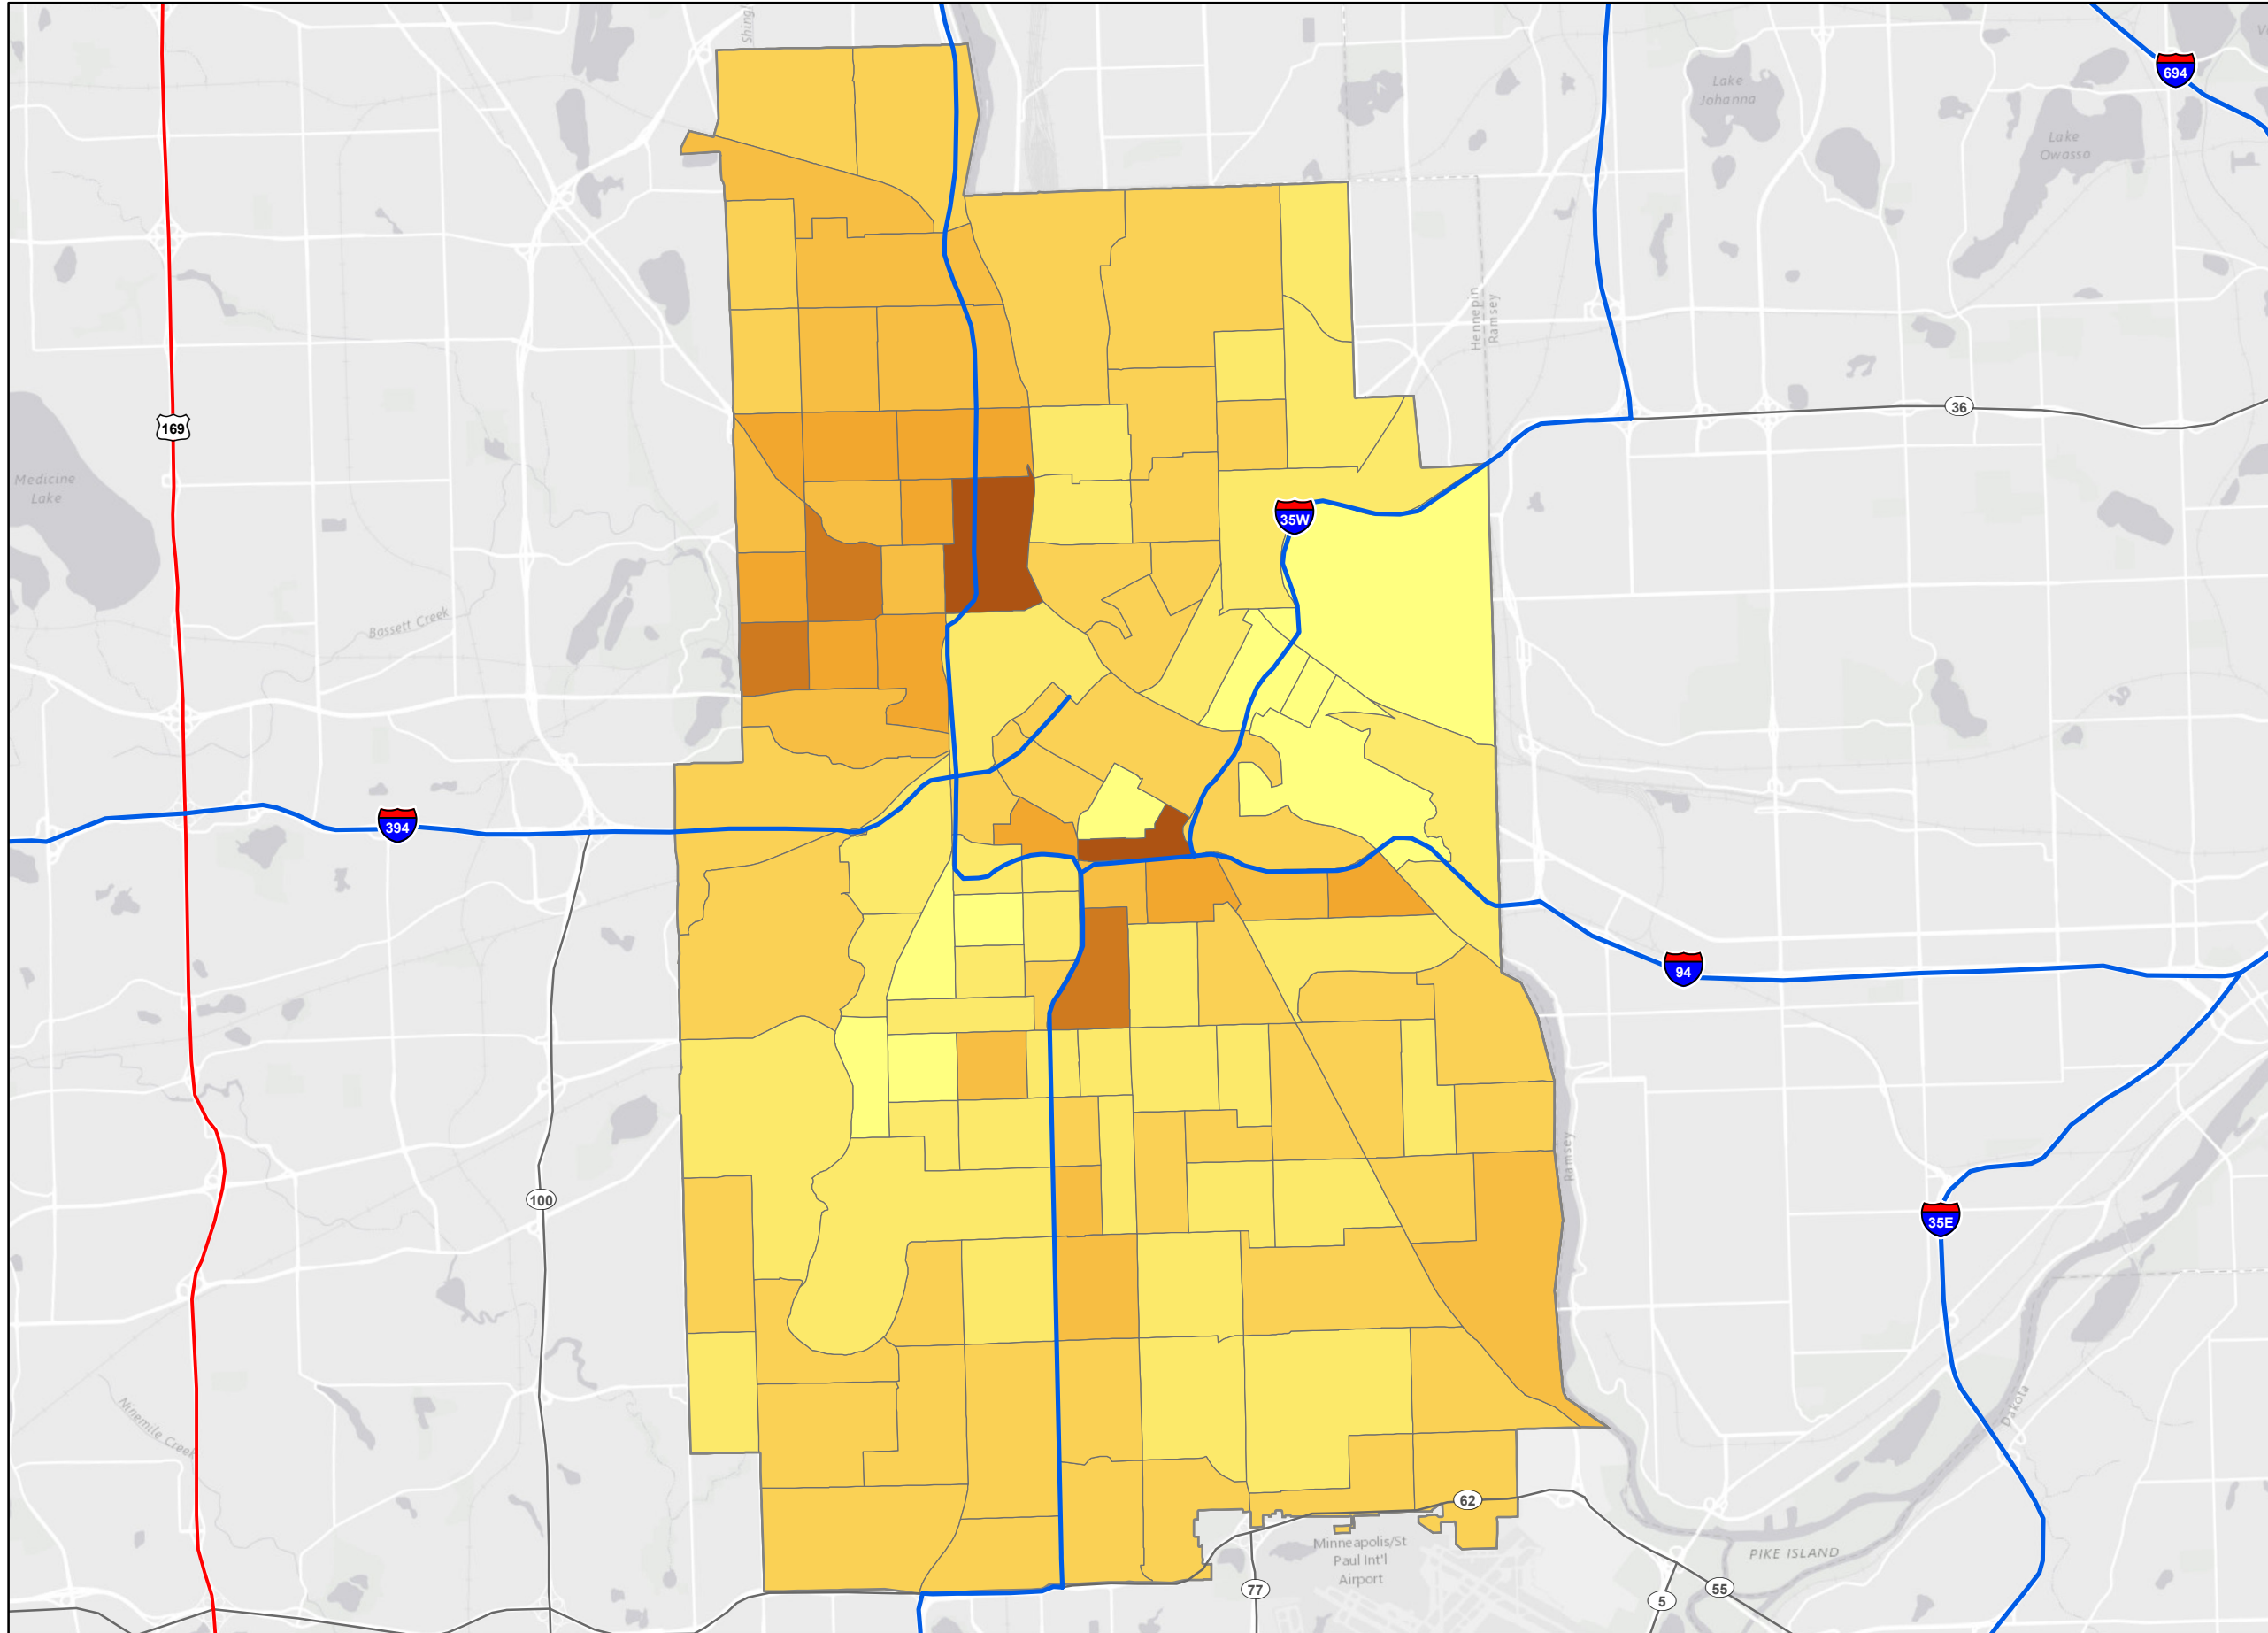 694
Lake
Johanna
Lake
Owasso
Hennepin
Ramsey
36
169
Medicine
Lake
35W
Bassett Creek
394
94
Ramsey
100
35E
Ninemile Creek
Dakota
62
Minneapolis/St
Paul Int'l
Airport
PIKE ISLAND
77
55
5